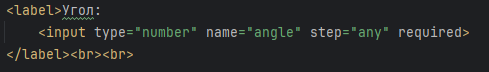 <label>Угол:
<input type="number" name="angle" step="any" required>
</label><br><br>